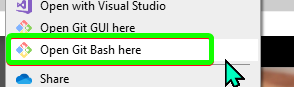 Open with Visual Studio
Open Git GUI here
Open Git Bash here
Share